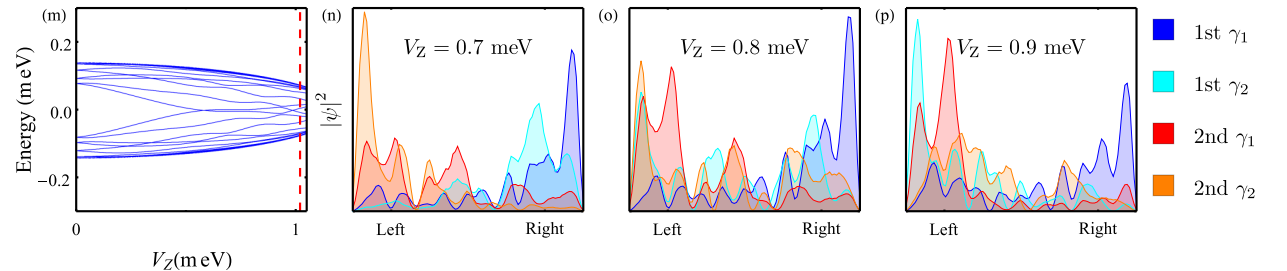 (m)
0.2
0.0
−0.2
Energy (meV)
0
1
V_Z(meV)
(n)
V_Z = 0.7 meV
|ψ|²
Left
Right
(o)
V_Z = 0.8 meV
Left
Right
(p)
V_Z = 0.9 meV
Left
Right
1st γ₁
1st γ₂
2nd γ₁
2nd γ₂